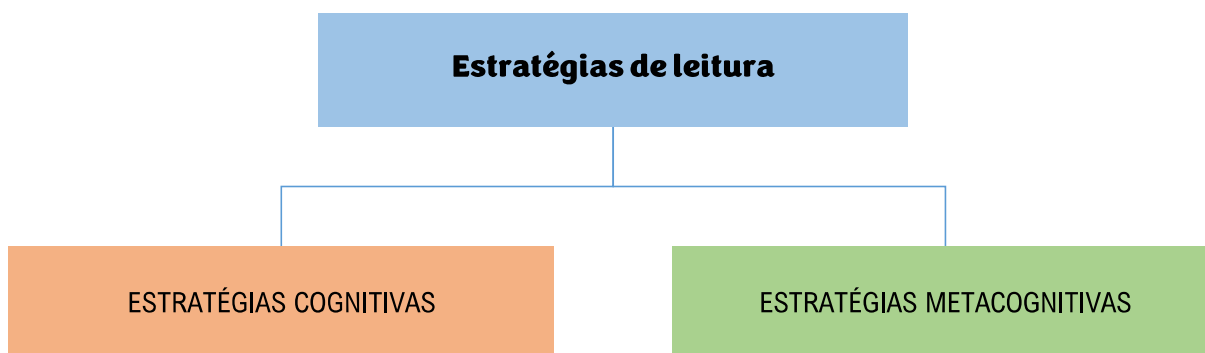 Estratégias de leitura
ESTRATÉGIAS COGNITIVAS
ESTRATÉGIAS METACOGNITIVAS